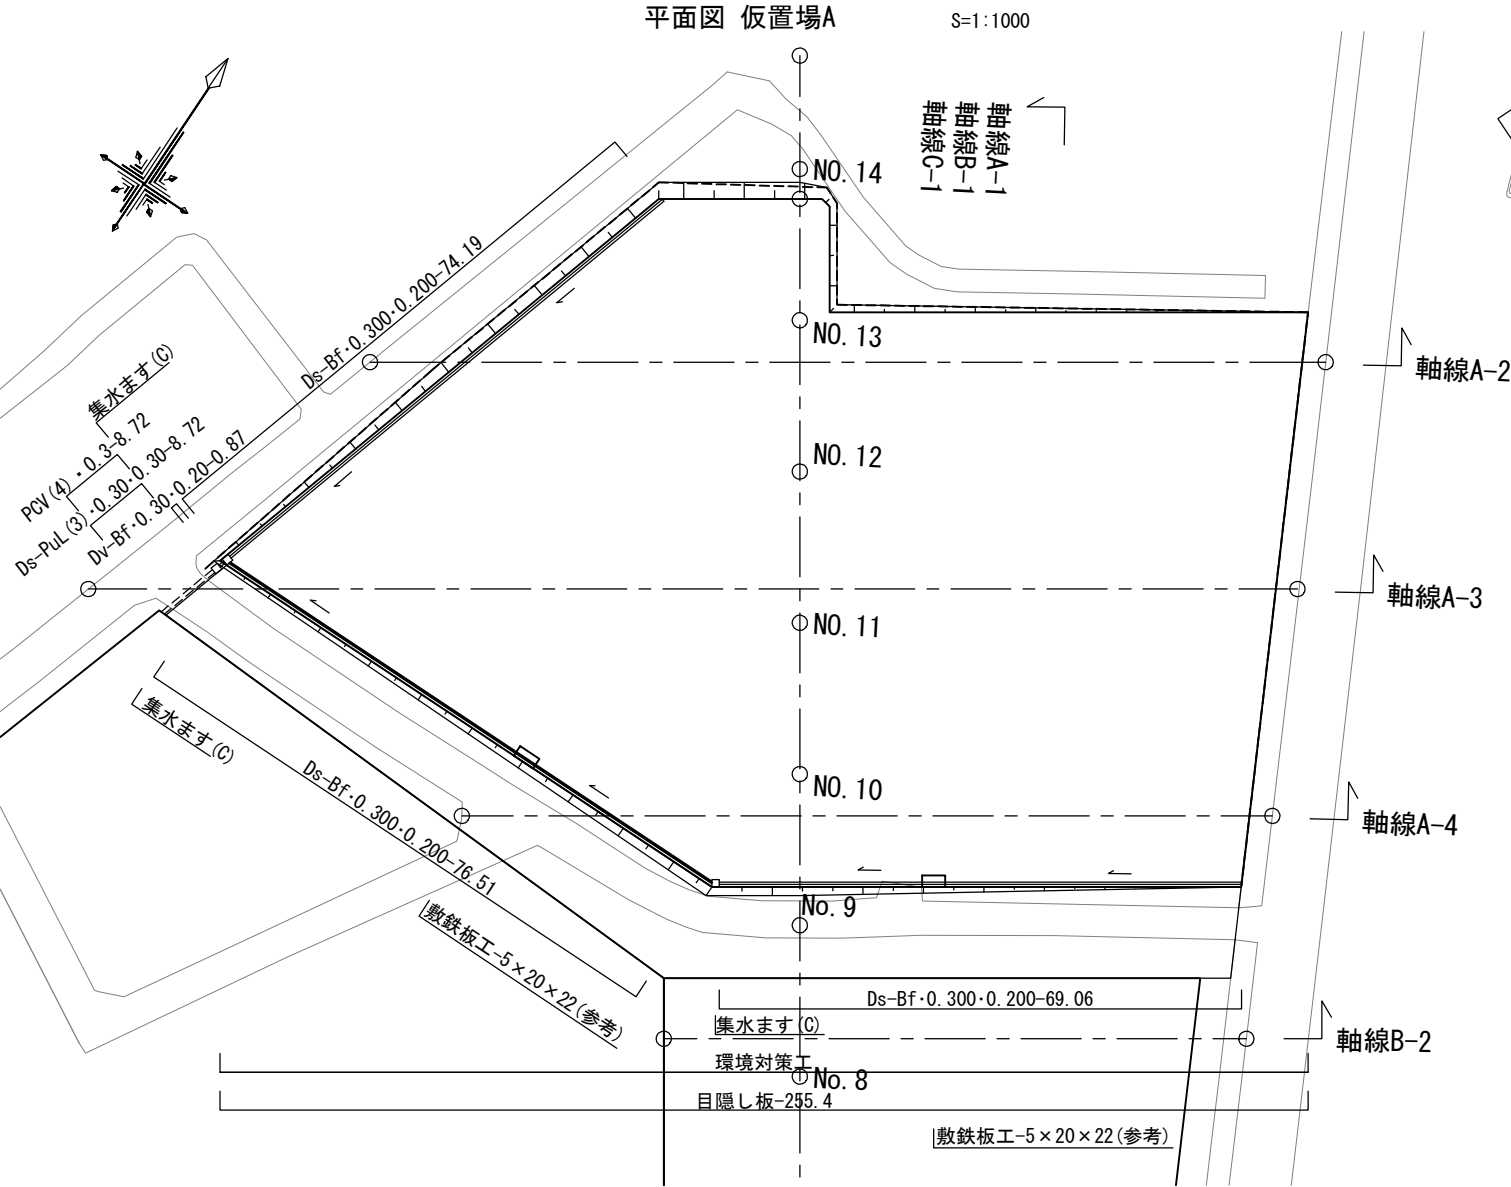 平面図 仮置場A
S=1:1000
軸線A-1
軸線B-1
軸線C-1
NO.14
NO.13
軸線A-2
Ds-Bf・0.300・0.200-74.19
集水ます(C)
PCV(4)・0.3-8.72
Ds-PuL(3)・0.30・0.30-8.72
Dv-Bf・0.30・0.20-0.87
NO.12
軸線A-3
NO.11
集水ます(C)
NO.10
軸線A-4
Ds-Bf・0.300・0.200-76.51
敷鉄板工-5×20×22(参考)
No.9
Ds-Bf・0.300・0.200-69.06
集水ます(C)
軸線B-2
環境対策工
No.8
目隠し板-255.4
敷鉄板工-5×20×22(参考)